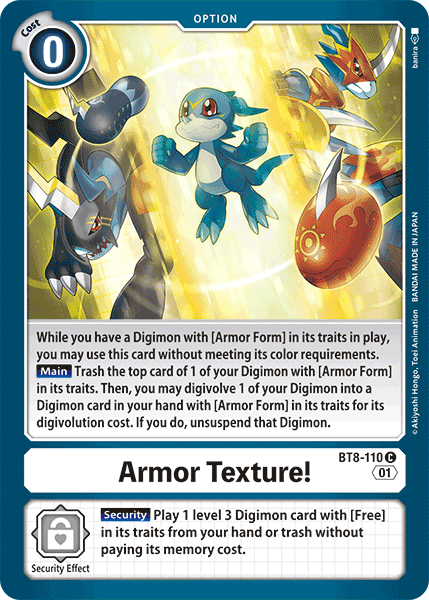 OPTION
Cost
0
banira
©Akiyoshi Hongo, Toei Animation BANDAI MADE IN JAPAN
While you have a Digimon with [Armor Form] in its traits in play,
you may use this card without meeting its color requirements.
Main Trash the top card of 1 of your Digimon with [Armor Form]
in its traits. Then, you may digivolve 1 of your Digimon into a
Digimon card in your hand with [Armor Form] in its traits for its
digivolution cost. If you do, unsuspend that Digimon.
BT8-110 C
01
Armor Texture!
Security Play 1 level 3 Digimon card with [Free]
in its traits from your hand or trash without
paying its memory cost.
Security Effect